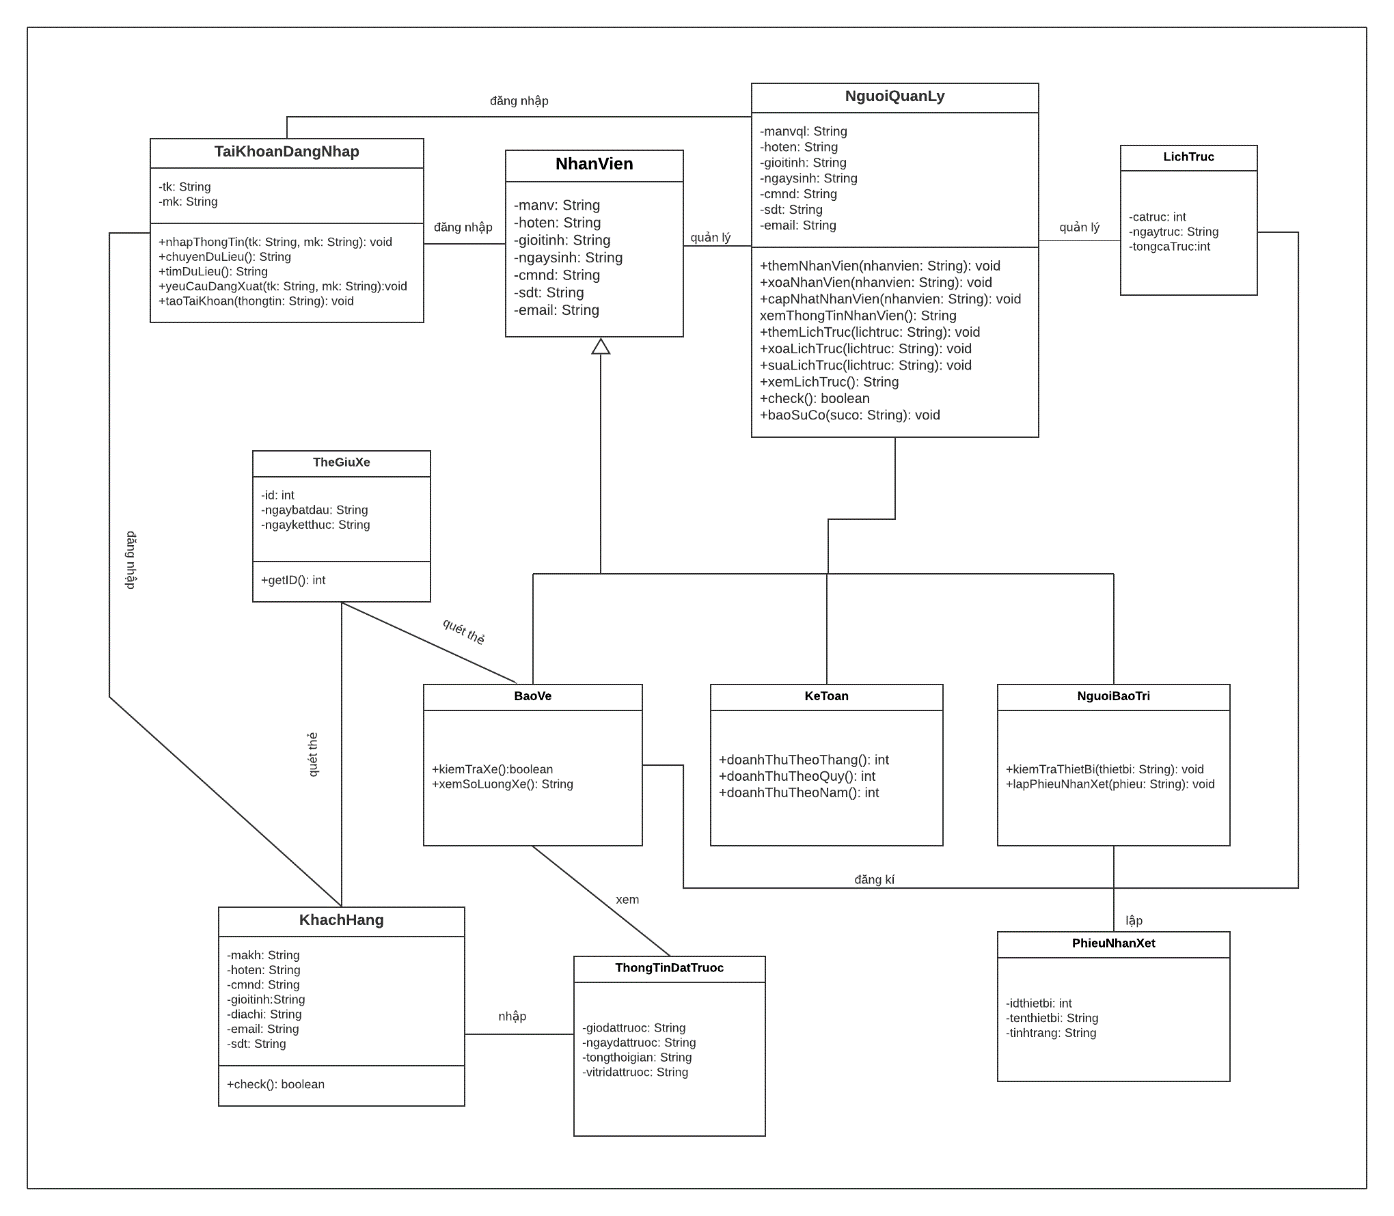 đăng nhập
NguoiQuanLy
-manvql: String
-hoten: String
-gioitinh: String
-ngaysinh: String
-cmnd: String
-sdt: String
-email: String
+themNhanVien(nhanvien: String): void
+xoaNhanVien(nhanvien: String): void
+capNhatNhanVien(nhanvien: String): void
xemThongTinNhanVien(): String
+themLichTruc(lichtruc: String): void
+xoaLichTruc(lichtruc: String): void
+suaLichTruc(lichtruc: String): void
+xemLichTruc(): String
+check(): boolean
+baoSuCo(suco: String): void
TaiKhoanDangNhap
-tk: String
-mk: String
+nhapThongTin(tk: String, mk: String): void
+chuyenDuLieu(): String
+timDuLieu(): String
+yeuCauDangXuat(tk: String, mk: String):void
+taoTaiKhoan(thongtin: String): void
đăng nhập
NhanVien
-manv: String
-hoten: String
-gioitinh: String
-ngaysinh: String
-cmnd: String
-sdt: String
-email: String
quản lý
quản lý
LichTruc
-catruc: int
-ngaytruc: String
-tongcaTruc:int
TheGiuXe
-id: int
-ngaybatdau: String
-ngayketthuc: String
+getID(): int
đăng nhập
quét thẻ
quét thẻ
BaoVe
+kiemTraXe():boolean
+xemSoLuongXe(): String
KeToan
+doanhThuTheoThang(): int
+doanhThuTheoQuy(): int
+doanhThuTheoNam(): int
NguoiBaoTri
+kiemTraThietBi(thietbi: String): void
+lapPhieuNhanXet(phieu: String): void
đăng kí
xem
lập
KhachHang
-makh: String
-hoten: String
-cmnd: String
-gioitinh:String
-diachi: String
-email: String
-sdt: String
+check(): boolean
nhập
ThongTinDatTruoc
-giodattruoc: String
-ngaydattruoc: String
-tongthoigian: String
-vitridattruoc: String
PhieuNhanXet
-idthietbi: int
-tenthietbi: String
-tinhtrang: String